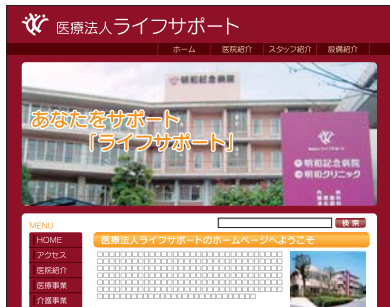 医療法人ライフサポート
ホーム 医院紹介 スタッフ紹介 設備紹介
明和記念病院
あなたをサポート
「ライフサポート」
明和記念病院
明和クリニック
MENU
検索
HOME
医療法人ライフサポートのホームページへようこそ
アクセス
医院紹介
医療事業
介護事業